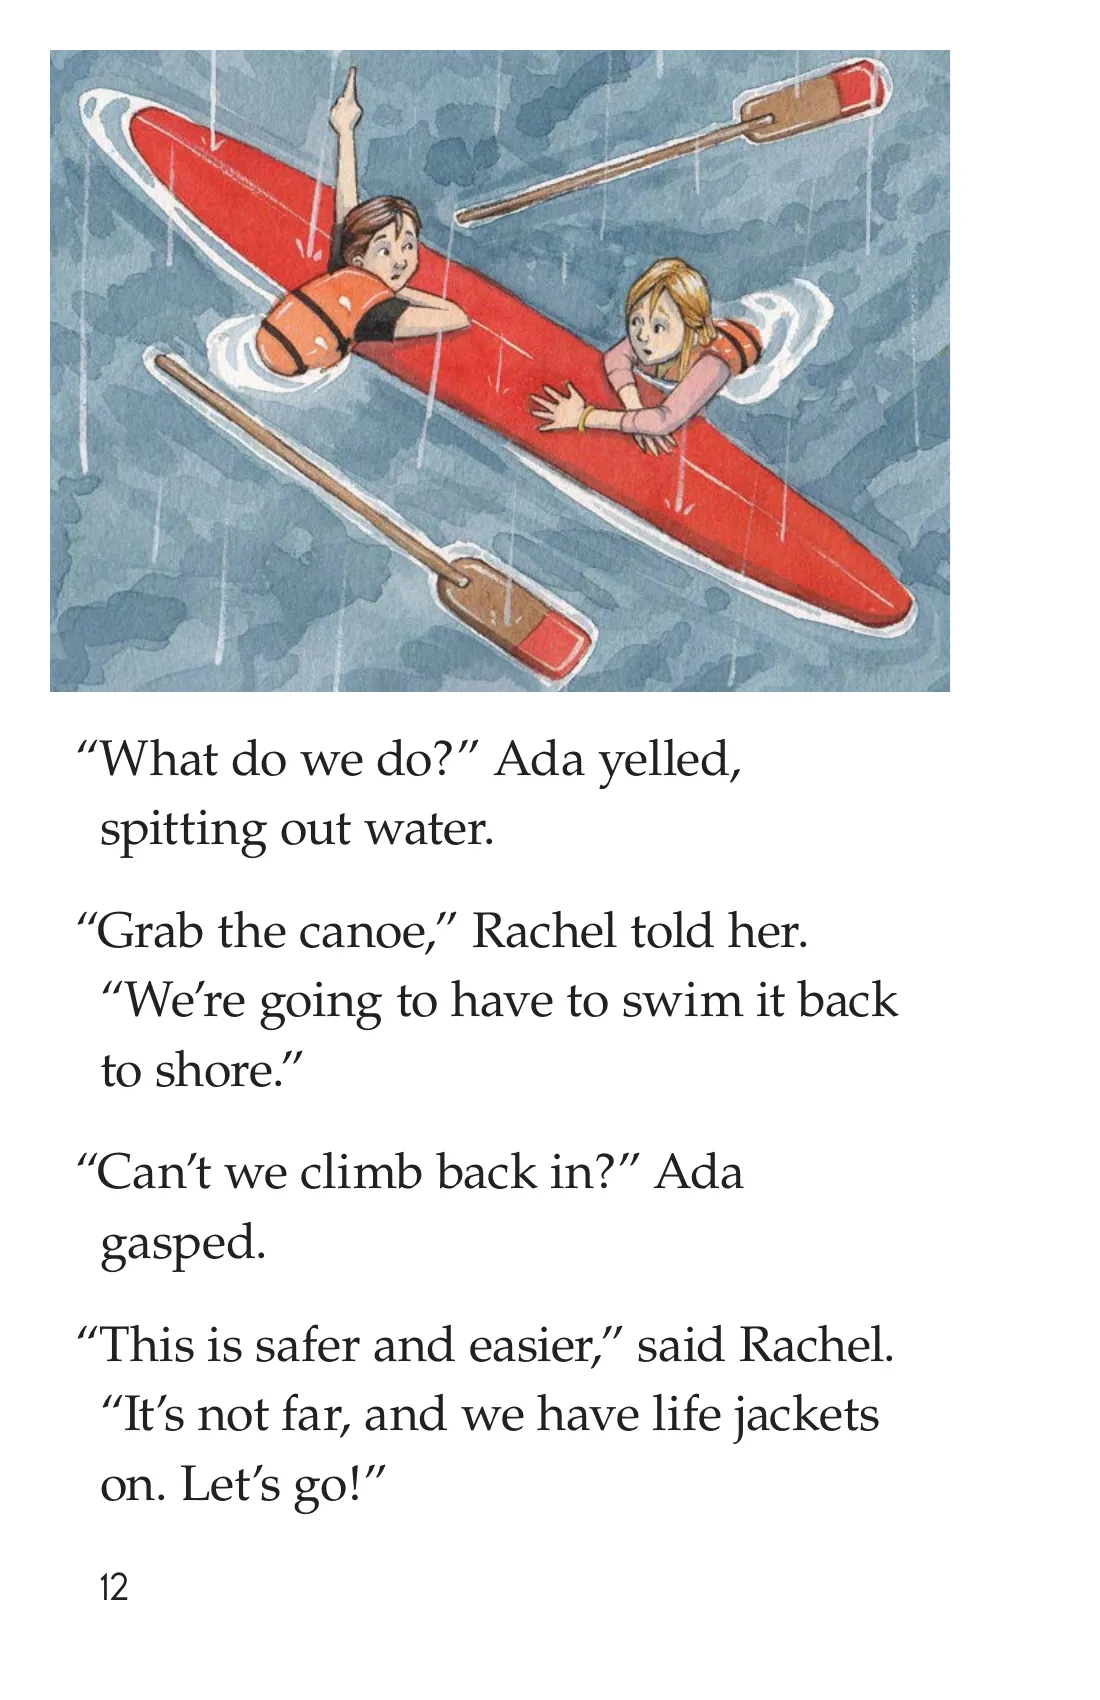 “What do we do?” Ada yelled,
spitting out water.
“Grab the canoe,” Rachel told her.
“We’re going to have to swim it back
to shore.”
“Can’t we climb back in?” Ada
gasped.
“This is safer and easier,” said Rachel.
“It’s not far, and we have life jackets
on. Let’s go!”
12